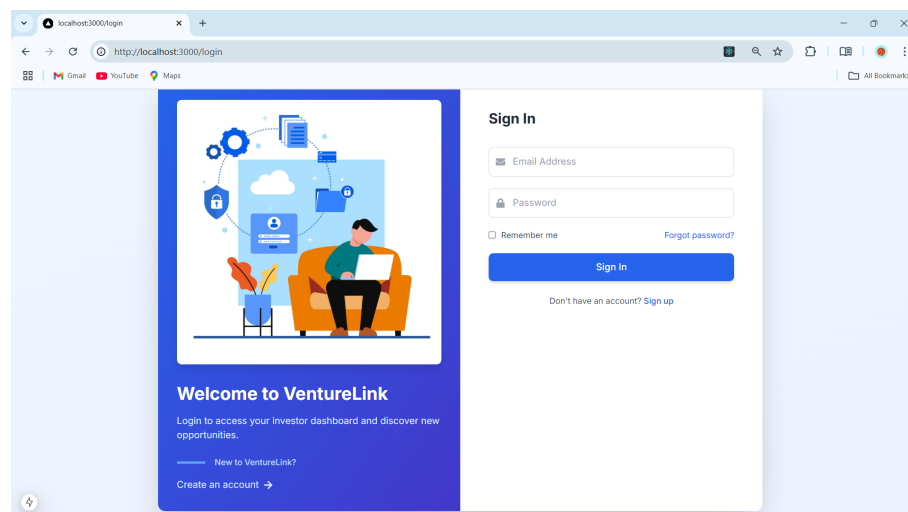 localhost:3000/login
http://localhost:3000/login
Gmail
YouTube
Maps
All Bookmarks
Welcome to VentureLink
Login to access your investor dashboard and discover new
opportunities.
New to VentureLink?
Create an account →
Sign In
Email Address
Password
Remember me
Forgot password?
Sign In
Don't have an account? Sign up